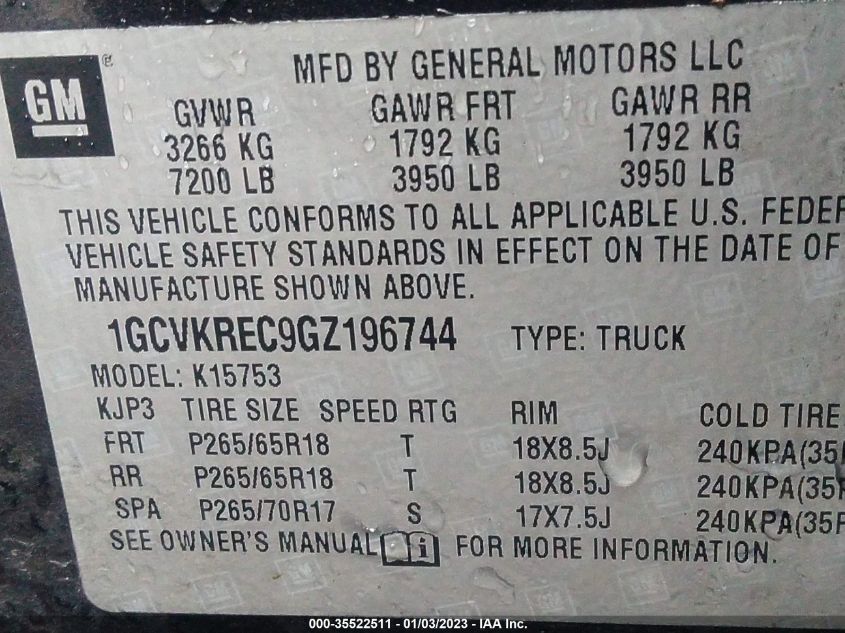 GM ®
MFD BY GENERAL MOTORS LLC
GVWR GAWR FRT GAWR RR
3266 KG 1792 KG 1792 KG
7200 LB 3950 LB 3950 LB
THIS VEHICLE CONFORMS TO ALL APPLICABLE U.S. FEDER
VEHICLE SAFETY STANDARDS IN EFFECT ON THE DATE OF
MANUFACTURE SHOWN ABOVE.
1GCVKREC9GZ196744 TYPE: TRUCK
MODEL: K15753
KJP3 TIRE SIZE SPEED RTG RIM COLD TIRE
FRT P265/65R18 T 18X8.5J 240KPA(35
RR P265/65R18 T 18X8.5J 240KPA(35P
SPA P265/70R17 S 17X7.5J 240KPA(35P
SEE OWNER'S MANUAL i FOR MORE INFORMATION.
000-35522511 - 01/03/2023 - IAA Inc.